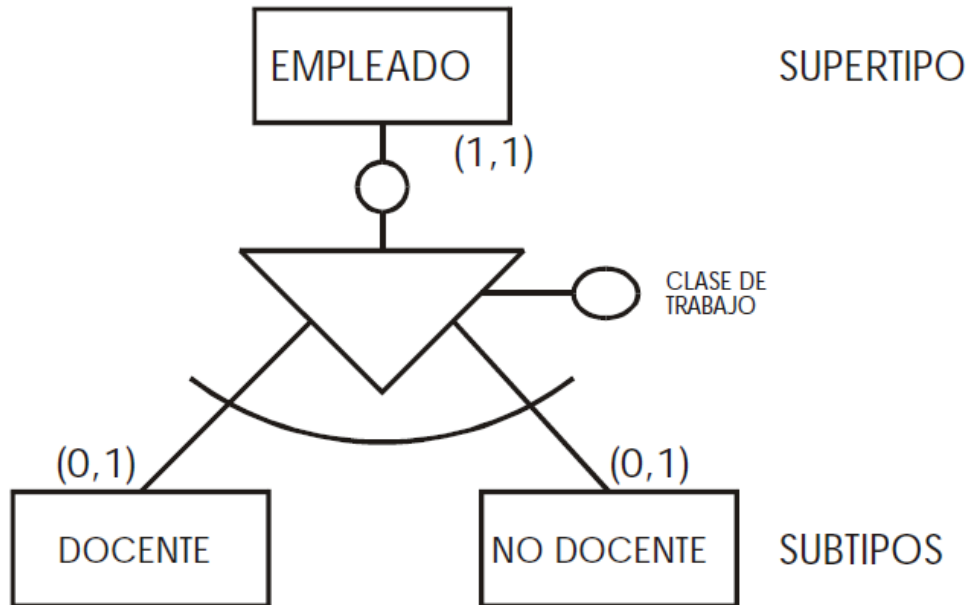 EMPLEADO
SUPERTIPO
(1,1)
CLASE DE
TRABAJO
(0,1)
(0,1)
DOCENTE
NO DOCENTE
SUBTIPOS